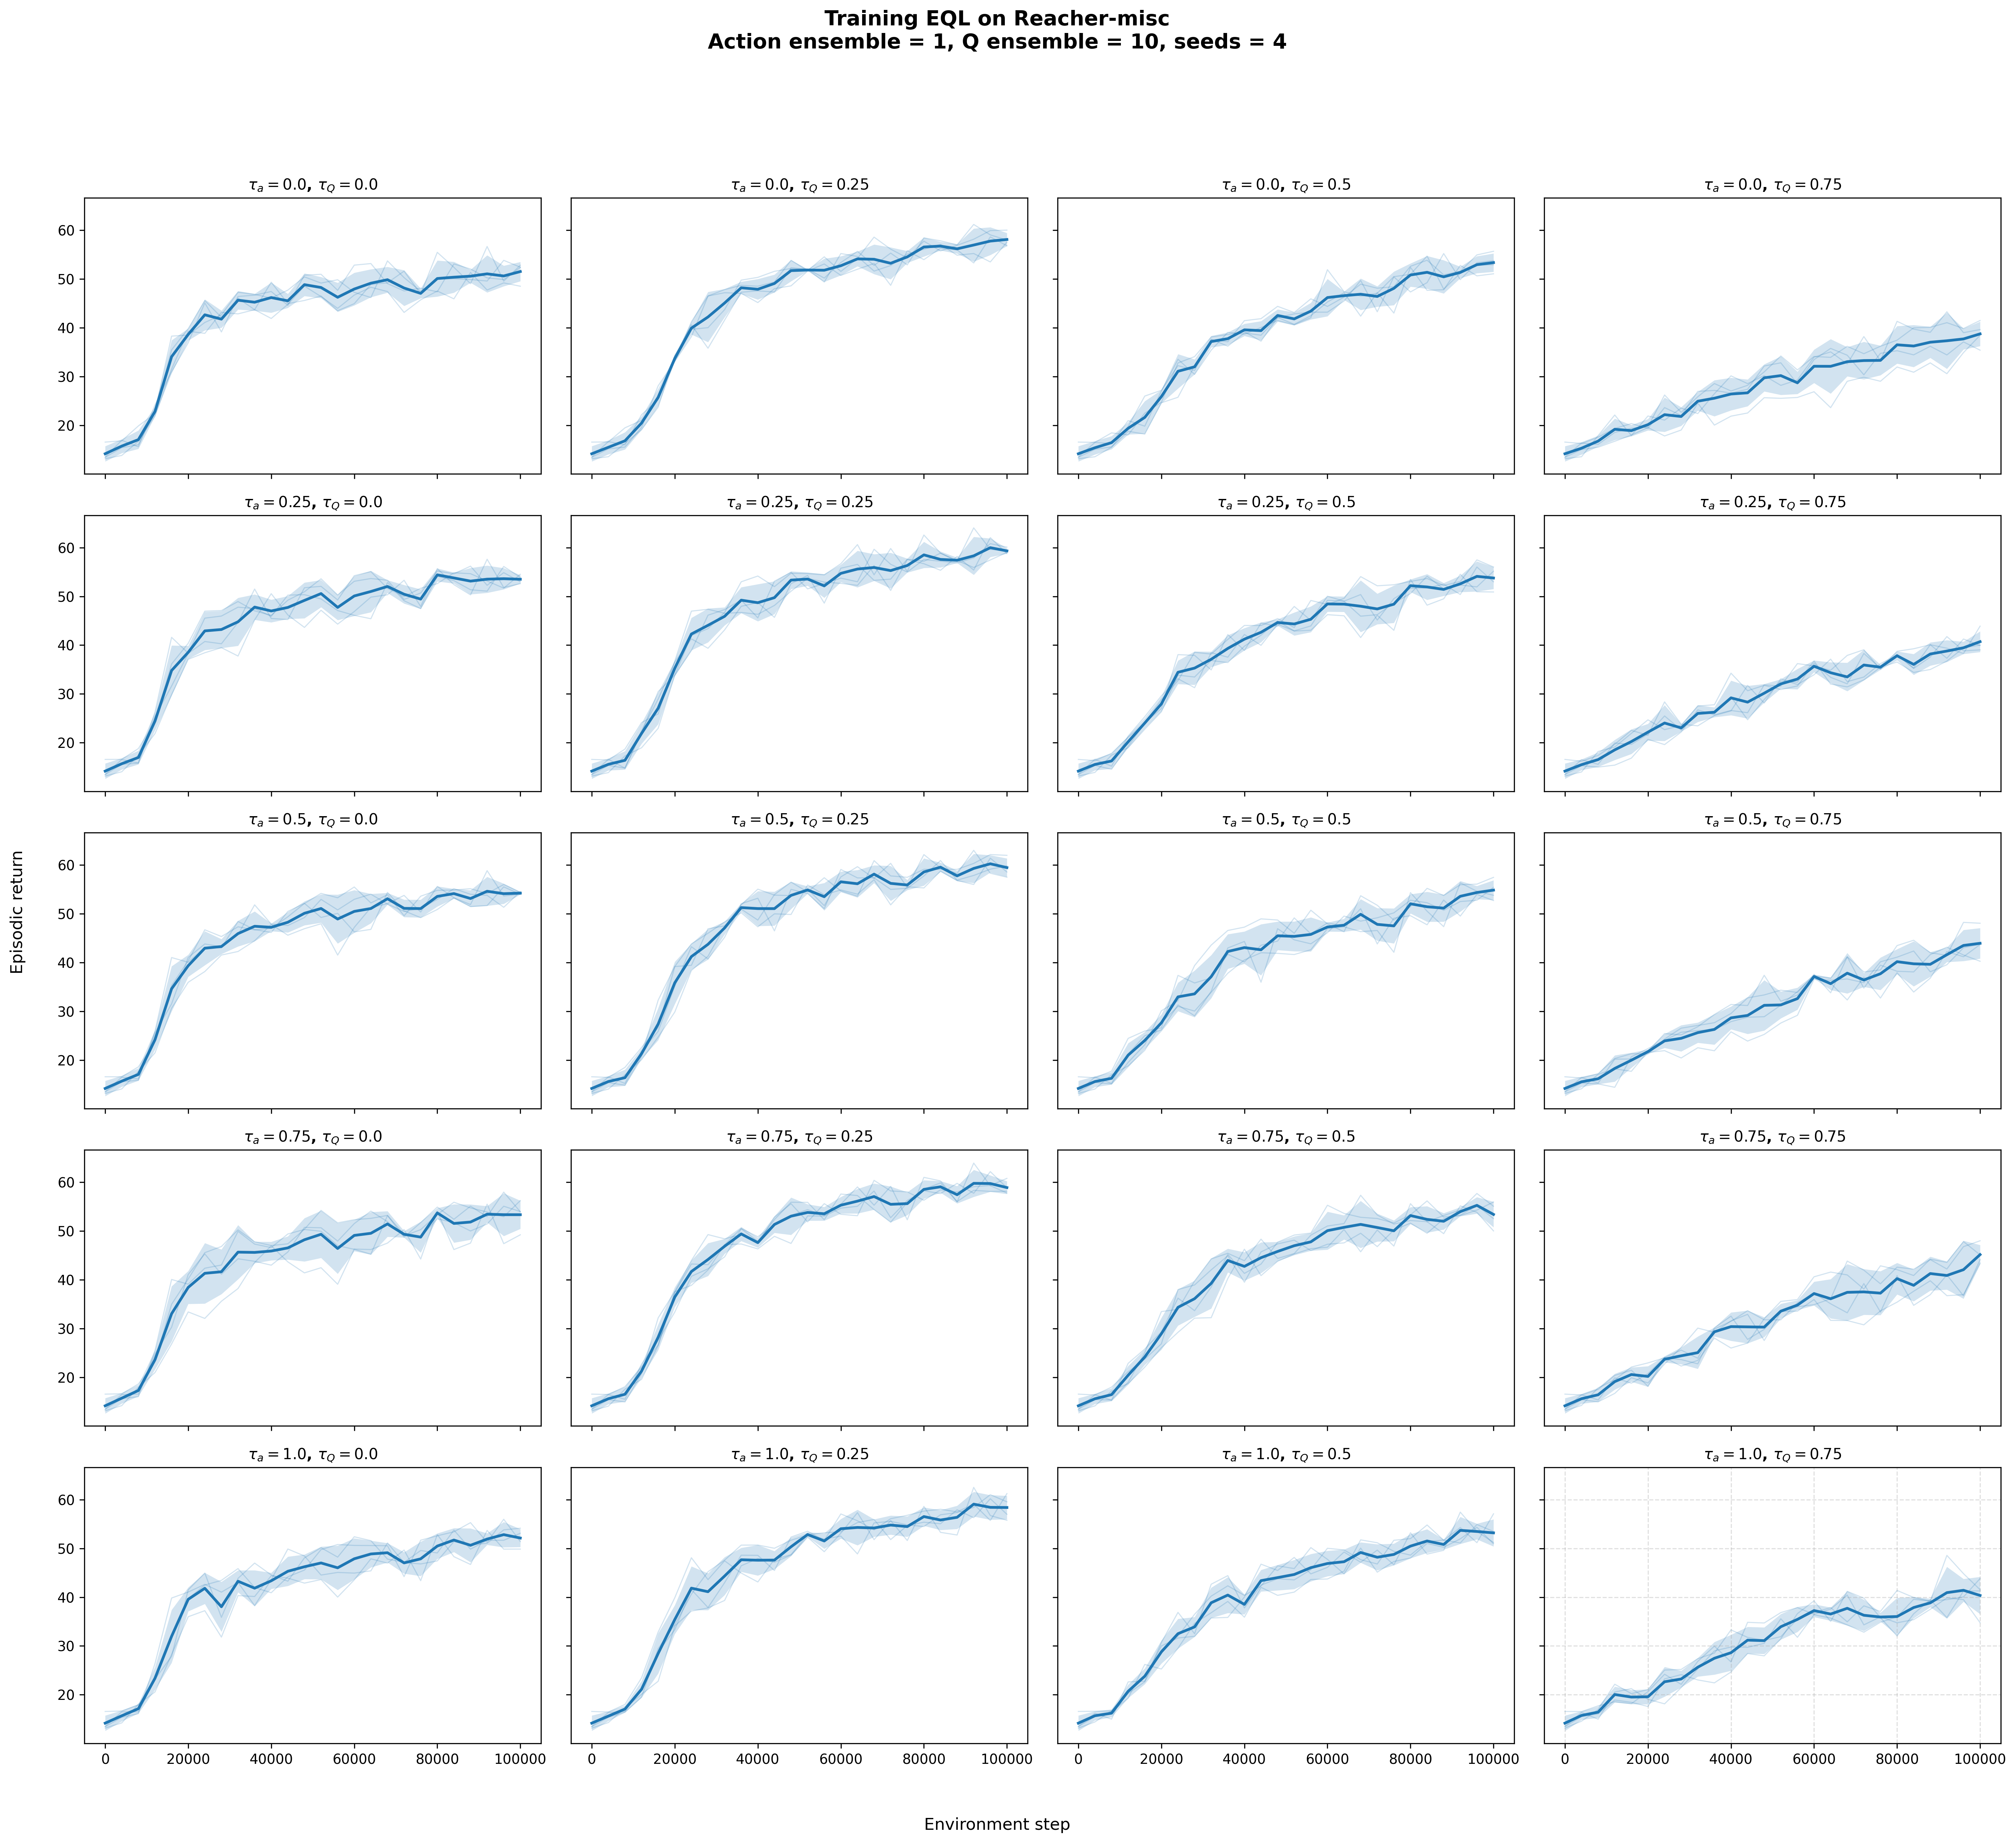 Training EQL on Reacher-misc
Action ensemble = 1, Q ensemble = 10, seeds = 4
τ_a = 0.0, τ_Q = 0.0
τ_a = 0.0, τ_Q = 0.25
τ_a = 0.0, τ_Q = 0.5
τ_a = 0.0, τ_Q = 0.75
60
50
40
30
20
τ_a = 0.25, τ_Q = 0.0
τ_a = 0.25, τ_Q = 0.25
τ_a = 0.25, τ_Q = 0.5
τ_a = 0.25, τ_Q = 0.75
60
50
40
30
20
τ_a = 0.5, τ_Q = 0.0
τ_a = 0.5, τ_Q = 0.25
τ_a = 0.5, τ_Q = 0.5
τ_a = 0.5, τ_Q = 0.75
Episodic return
60
50
40
30
20
τ_a = 0.75, τ_Q = 0.0
τ_a = 0.75, τ_Q = 0.25
τ_a = 0.75, τ_Q = 0.5
τ_a = 0.75, τ_Q = 0.75
60
50
40
30
20
τ_a = 1.0, τ_Q = 0.0
τ_a = 1.0, τ_Q = 0.25
τ_a = 1.0, τ_Q = 0.5
τ_a = 1.0, τ_Q = 0.75
60
50
40
30
20
0 20000 40000 60000 80000 100000
0 20000 40000 60000 80000 100000
0 20000 40000 60000 80000 100000
0 20000 40000 60000 80000 100000
Environment step